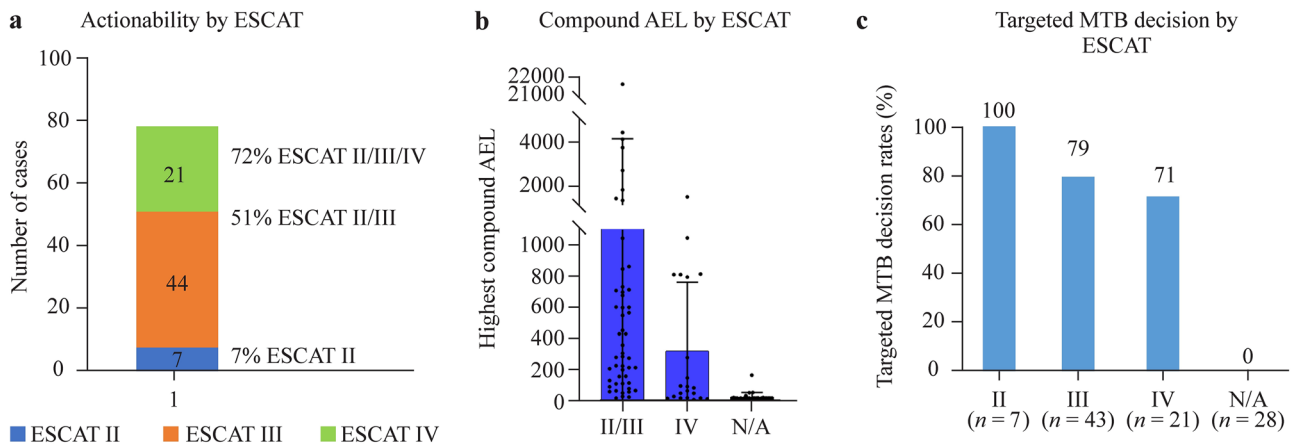 a Actionability by ESCAT
Number of cases
100
80
60
40
20
0
21
44
7
72% ESCAT II/III/IV
51% ESCAT II/III
7% ESCAT II
1
ESCAT II ESCAT III ESCAT IV
b Compound AEL by ESCAT
Highest compound AEL
22000
21000
4000
2000
1000
800
600
400
200
0
II/III IV N/A
c Targeted MTB decision by
ESCAT
Targeted MTB decision rates (%)
100
80
60
40
20
0
100
79
71
0
II III IV N/A
(n = 7) (n = 43) (n = 21) (n = 28)